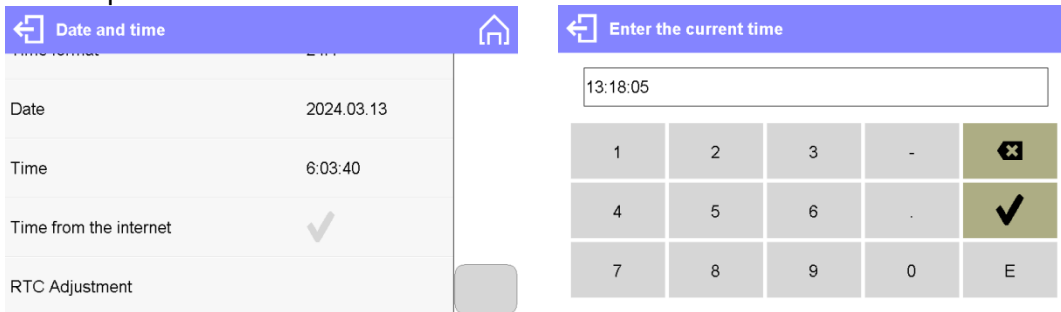 Date and time
Date 2024.03.13
Time 6:03:40
Time from the internet
RTC Adjustment
Enter the current time
13:18:05
1 2 3 -
4 5 6 .
7 8 9 0 E